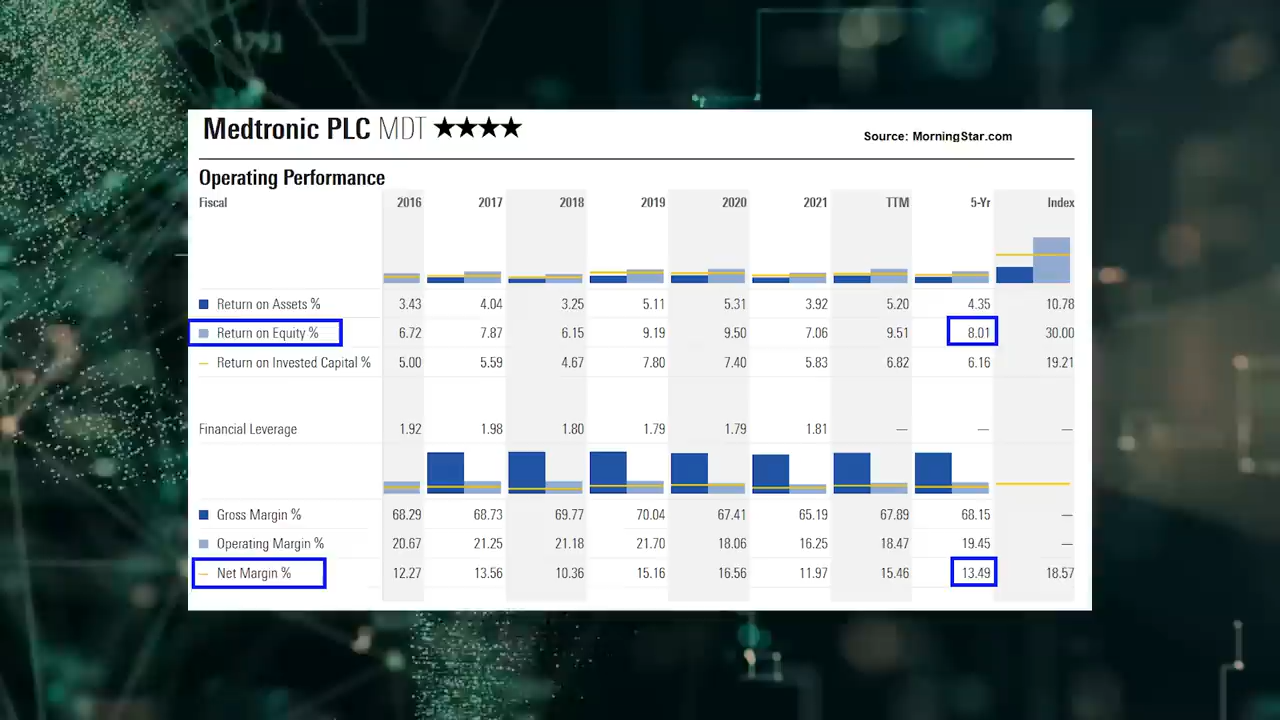 Medtronic PLC MDT ★★★★
Source: MorningStar.com
Operating Performance
Fiscal 2016 2017 2018 2019 2020 2021 TTM 5-Yr Index
Return on Assets % 3.43 4.04 3.25 5.11 5.31 3.92 5.20 4.35 10.78
Return on Equity % 6.72 7.87 6.15 9.19 9.50 7.06 9.51 8.01 30.00
Return on Invested Capital % 5.00 5.59 4.67 7.80 7.40 5.83 6.82 6.16 19.21
Financial Leverage 1.92 1.98 1.80 1.79 1.79 1.81 — — —
Gross Margin % 68.29 68.73 69.77 70.04 67.41 65.19 67.89 68.15 —
Operating Margin % 20.67 21.25 21.18 21.70 18.06 16.25 18.47 19.45 —
Net Margin % 12.27 13.56 10.36 15.16 16.56 11.97 15.46 13.49 18.57